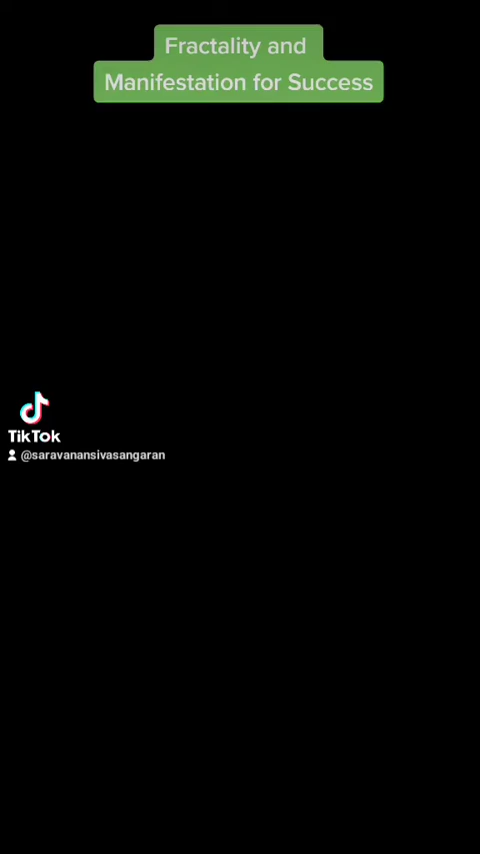 Fractality and
Manifestation for Success
TikTok
@saravanansivasangaran